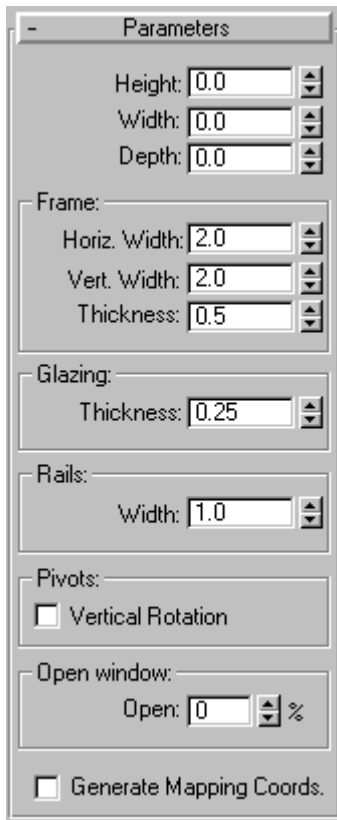 - Parameters
Height: 0.0
Width: 0.0
Depth: 0.0
Frame:
Horiz. Width: 2.0
Vert. Width: 2.0
Thickness: 0.5
Glazing:
Thickness: 0.25
Rails:
Width: 1.0
Pivots:
Vertical Rotation
Open window:
Open: 0 %
Generate Mapping Coords.